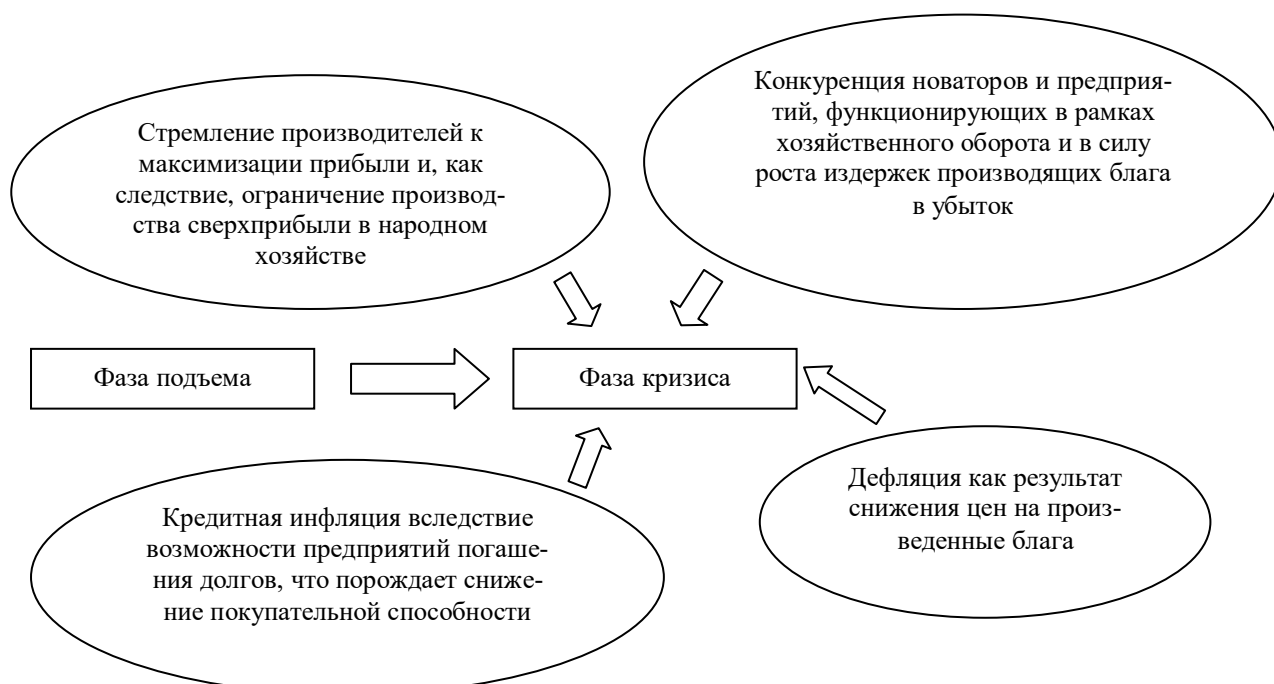 Стремление производителей к
максимизации прибыли и, как
следствие, ограничение производ-
ства сверхприбыли в народном
хозяйстве
Конкуренция новаторов и предприя-
тий, функционирующих в рамках
хозяйственного оборота и в силу
роста издержек производящих блага
в убыток
Фаза подъема
Фаза кризиса
Кредитная инфляция вследствие
возможности предприятий погаше-
ния долгов, что порождает сниже-
ние покупательной способности
Дефляция как результат
снижения цен на произ-
веденные блага